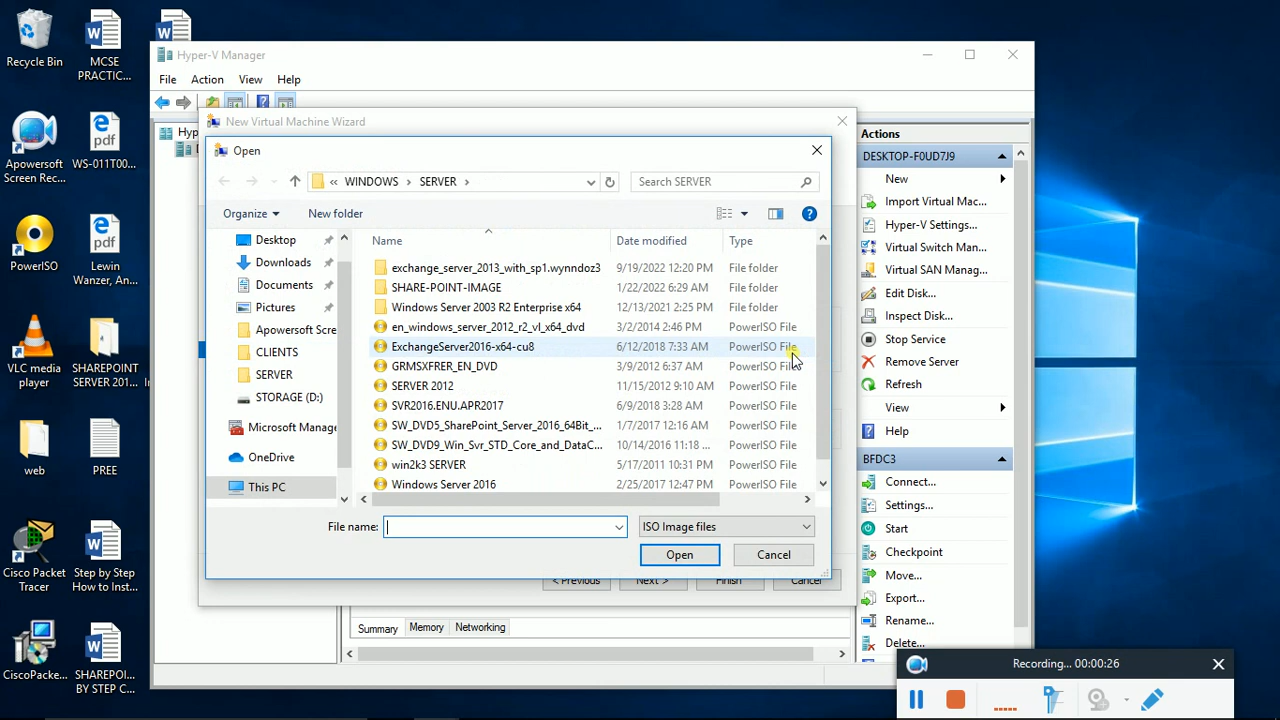 Recycle Bin
MCSE PRACTIC...
Apowersoft Screen Rec...
WS-011T00...
PowerISO
Lewin Wanzer, An...
VLC media player
SHAREPOINT SERVER 201...
web
PRE E
Cisco Packet Tracer
Step by Step How to Inst...
CiscoPacke...
SHAREPOI... BY STEP C...
Hyper-V Manager
File Action View Help
New Virtual Machine Wizard
Open
« WINDOWS › SERVER ›
Search SERVER
Organize New folder
Desktop
Downloads
Documents
Pictures
Apowersoft Scre
CLIENTS
SERVER
STORAGE (D:)
Microsoft Manage
OneDrive
This PC
Name Date modified Type
exchange_server_2013_with_sp1.wynndoz3 9/19/2022 12:20 PM File folder
SHARE-POINT-IMAGE 1/22/2022 6:29 AM File folder
Windows Server 2003 R2 Enterprise x64 12/13/2021 2:25 PM File folder
en_windows_server_2012_r2_vl_x64_dvd 3/2/2014 2:46 PM PowerISO File
ExchangeServer2016-x64-cu8 6/12/2018 7:33 AM PowerISO File
GRMSXFRER_EN_DVD 3/9/2012 6:37 AM PowerISO File
SERVER 2012 11/15/2012 9:10 AM PowerISO File
SVR2016.ENU.APR2017 6/9/2018 3:28 AM PowerISO File
SW_DVD5_SharePoint_Server_2016_64Bit_... 1/7/2017 12:16 AM PowerISO File
SW_DVD9_Win_Svr_STD_Core_and_DataC... 10/14/2016 11:18 ... PowerISO File
win2k3 SERVER 5/17/2011 10:31 PM PowerISO File
Windows Server 2016 2/25/2017 12:47 PM PowerISO File
File name:
ISO Image files
Open Cancel
< Previous Next > Finish Cancel
Summary Memory Networking
Actions
DESKTOP-F0UD7J9
New
Import Virtual Mac...
Hyper-V Settings...
Virtual Switch Man...
Virtual SAN Manag...
Edit Disk...
Inspect Disk...
Stop Service
Remove Server
Refresh
View
Help
BFDC3
Connect...
Settings...
Start
Checkpoint
Move...
Export...
Rename...
Delete...
Recording... 00:00:26